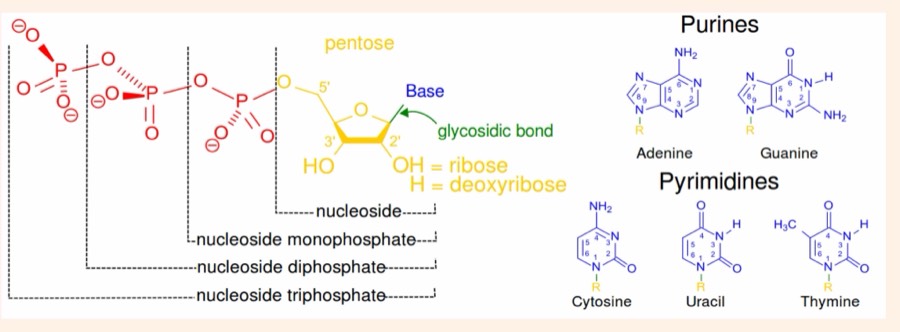 pentose
5'
Base
glycosidic bond
3'
2'
HO
OH = ribose
H = deoxyribose
nucleoside
nucleoside monophosphate
nucleoside diphosphate
nucleoside triphosphate
⊖O
P
O
O
O
⊖
⊖O
P
O
O
P
⊖O
O
O
O
Purines
NH₂
N
N
N
N
7
8
9
5
4
6
1
2
3
R
Adenine
O
N
N
N
N
H
NH₂
7
8
9
5
4
6
1
2
3
R
Guanine
Pyrimidines
NH₂
N
N
O
5
4
3
6
1
2
R
Cytosine
O
H
N
N
O
4
5
3
6
1
2
R
Uracil
O
H₃C
H
N
N
O
4
5
3
6
1
2
R
Thymine